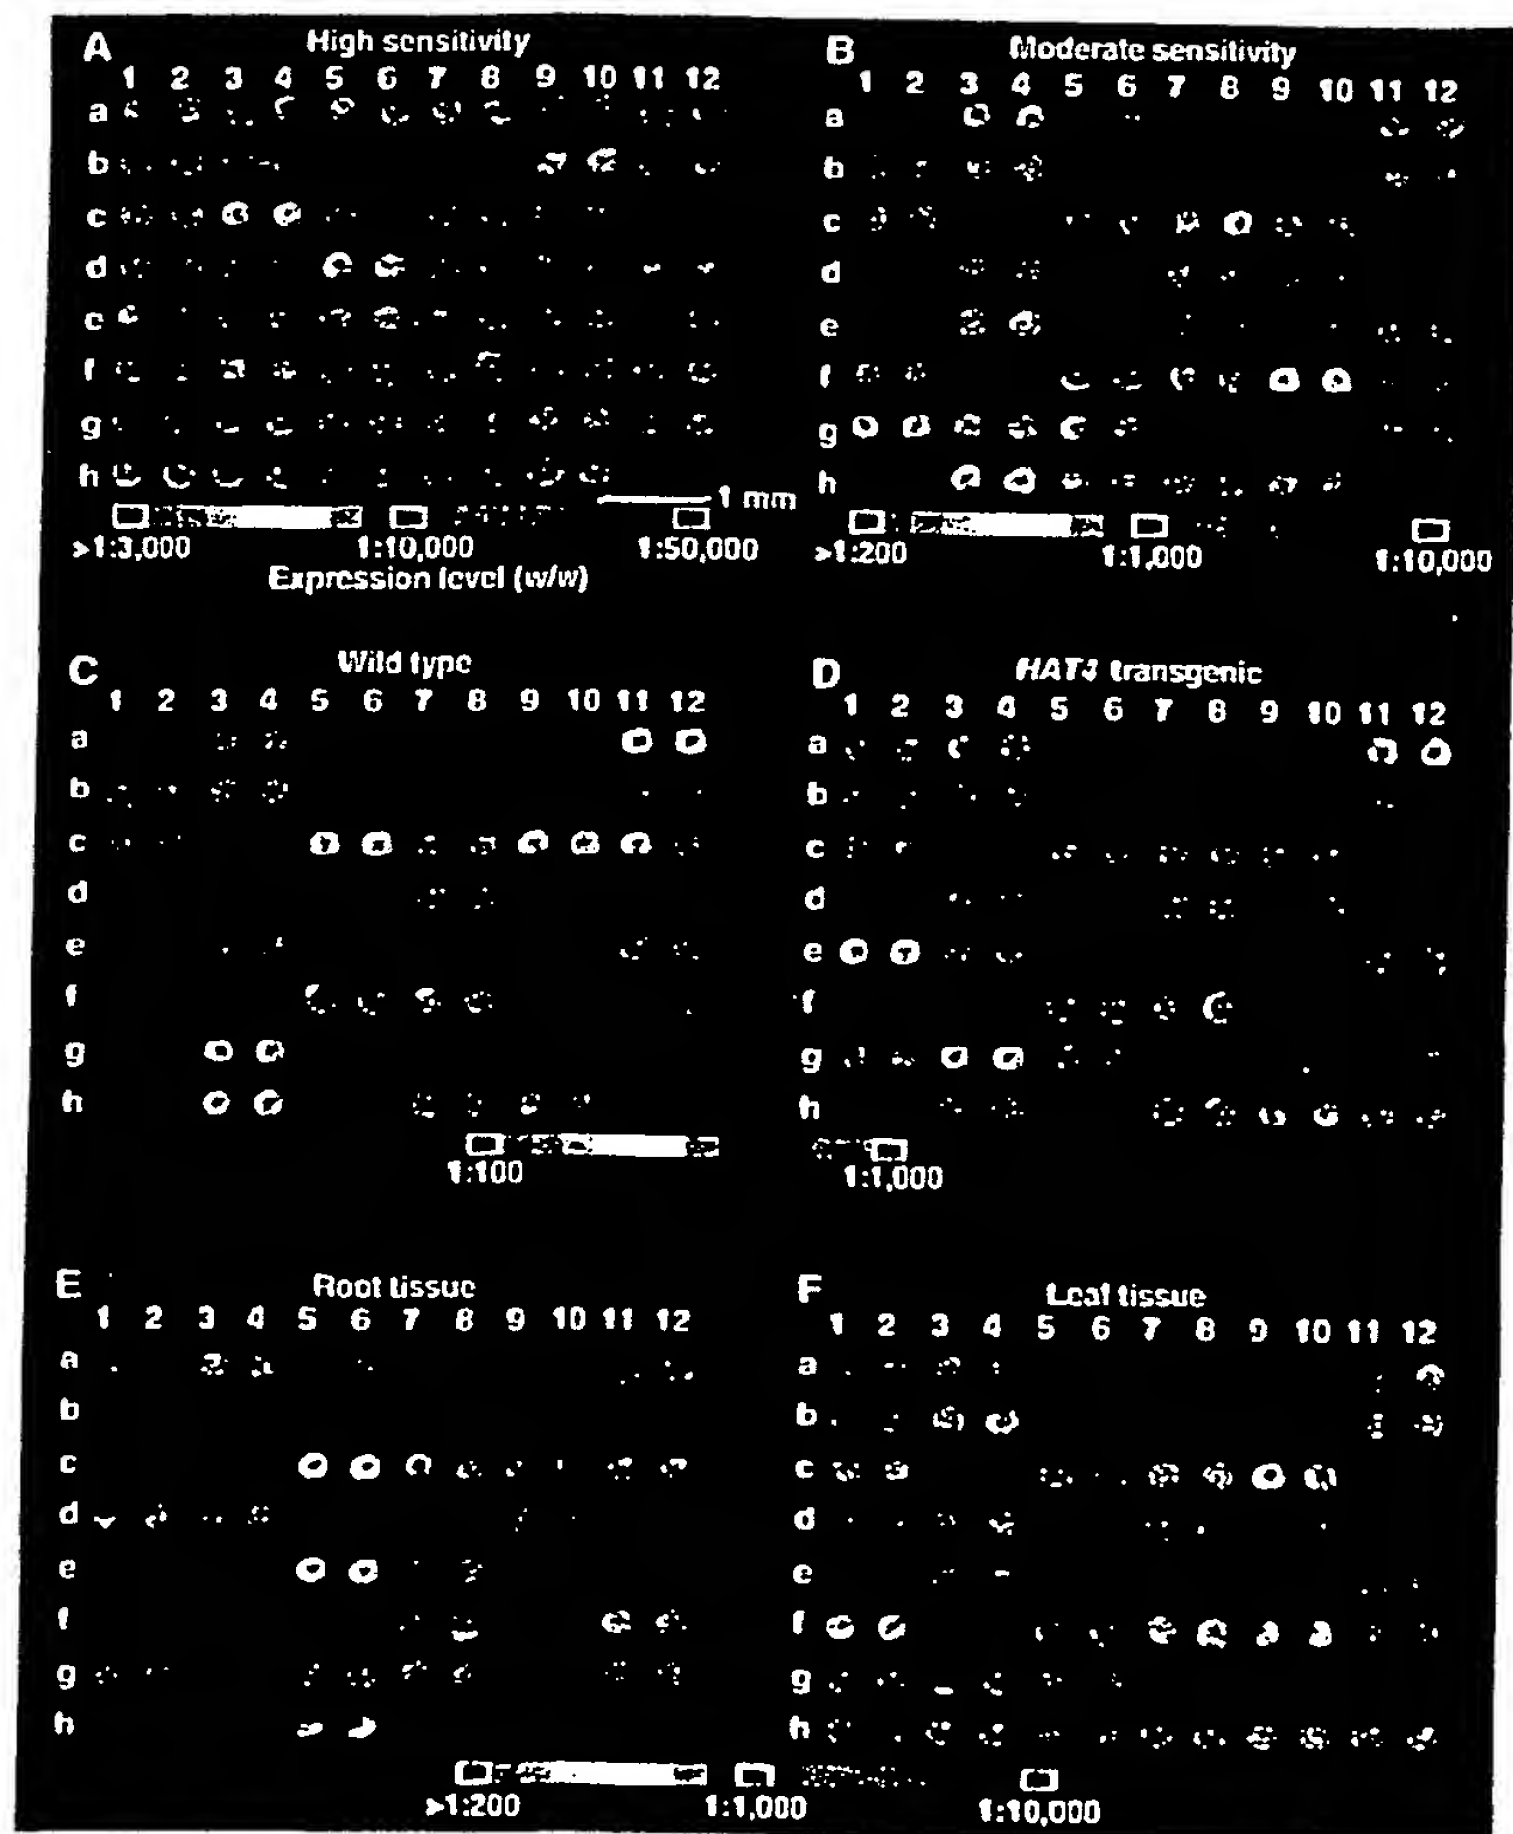 A High sensitivity
1 2 3 4 5 6 7 8 9 10 11 12
a
b
c
d
e
f
g
h
1 mm
>1:3,000 1:10,000 1:50,000
Expression level (w/w)
B Moderate sensitivity
1 2 3 4 5 6 7 8 9 10 11 12
a
b
c
d
e
f
g
h
>1:200 1:1,000 1:10,000
C Wild type
1 2 3 4 5 6 7 8 9 10 11 12
a
b
c
d
e
f
g
h
1:100
D HAT4 transgenic
1 2 3 4 5 6 7 8 9 10 11 12
a
b
c
d
e
f
g
h
1:1,000
E Root tissue
1 2 3 4 5 6 7 8 9 10 11 12
a
b
c
d
e
f
g
h
F Leaf tissue
1 2 3 4 5 6 7 8 9 10 11 12
a
b
c
d
e
f
g
h
>1:200 1:1,000 1:10,000